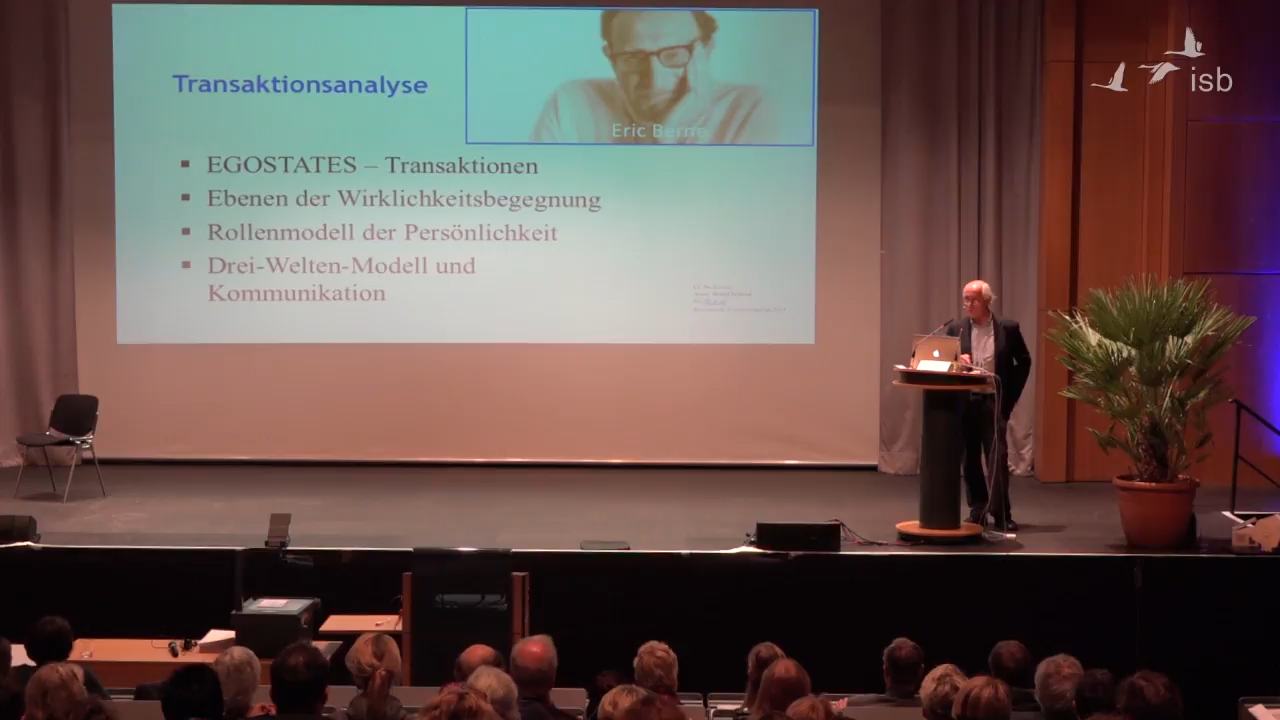 isb
Transaktionsanalyse
Eric Berne
▪ EGOSTATES – Transaktionen
▪ Ebenen der Wirklichkeitsbegegnung
▪ Rollenmodell der Persönlichkeit
▪ Drei-Welten-Modell und
Kommunikation